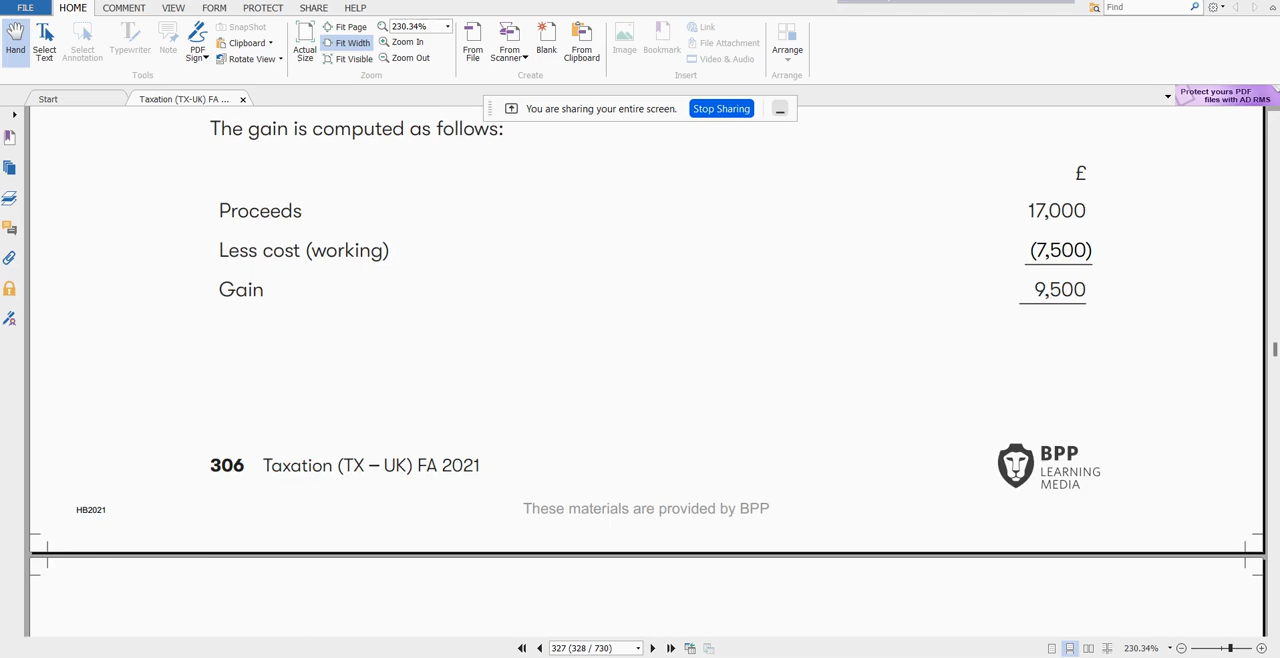 FILE HOME COMMENT VIEW FORM PROTECT SHARE HELP Find
SnapShot Fit Page 230.34% Link
Clipboard Fit Width Zoom In File Attachment
Hand Select Text Select Annotation Typewriter Note PDF Sign Rotate View Actual Size Fit Visible Zoom Out From File From Scanner Blank From Clipboard Image Bookmark Video & Audio Arrange
Tools Zoom Create Insert Arrange
Start Taxation (TX-UK) FA ... x
Protect yours PDF
files with AD RMS
You are sharing your entire screen. Stop Sharing
The gain is computed as follows:
£
Proceeds 17,000
Less cost (working) (7,500)
Gain 9,500
306 Taxation (TX – UK) FA 2021
BPP
LEARNING
MEDIA
These materials are provided by BPP
HB2021
327 (328 / 730) 230.34%